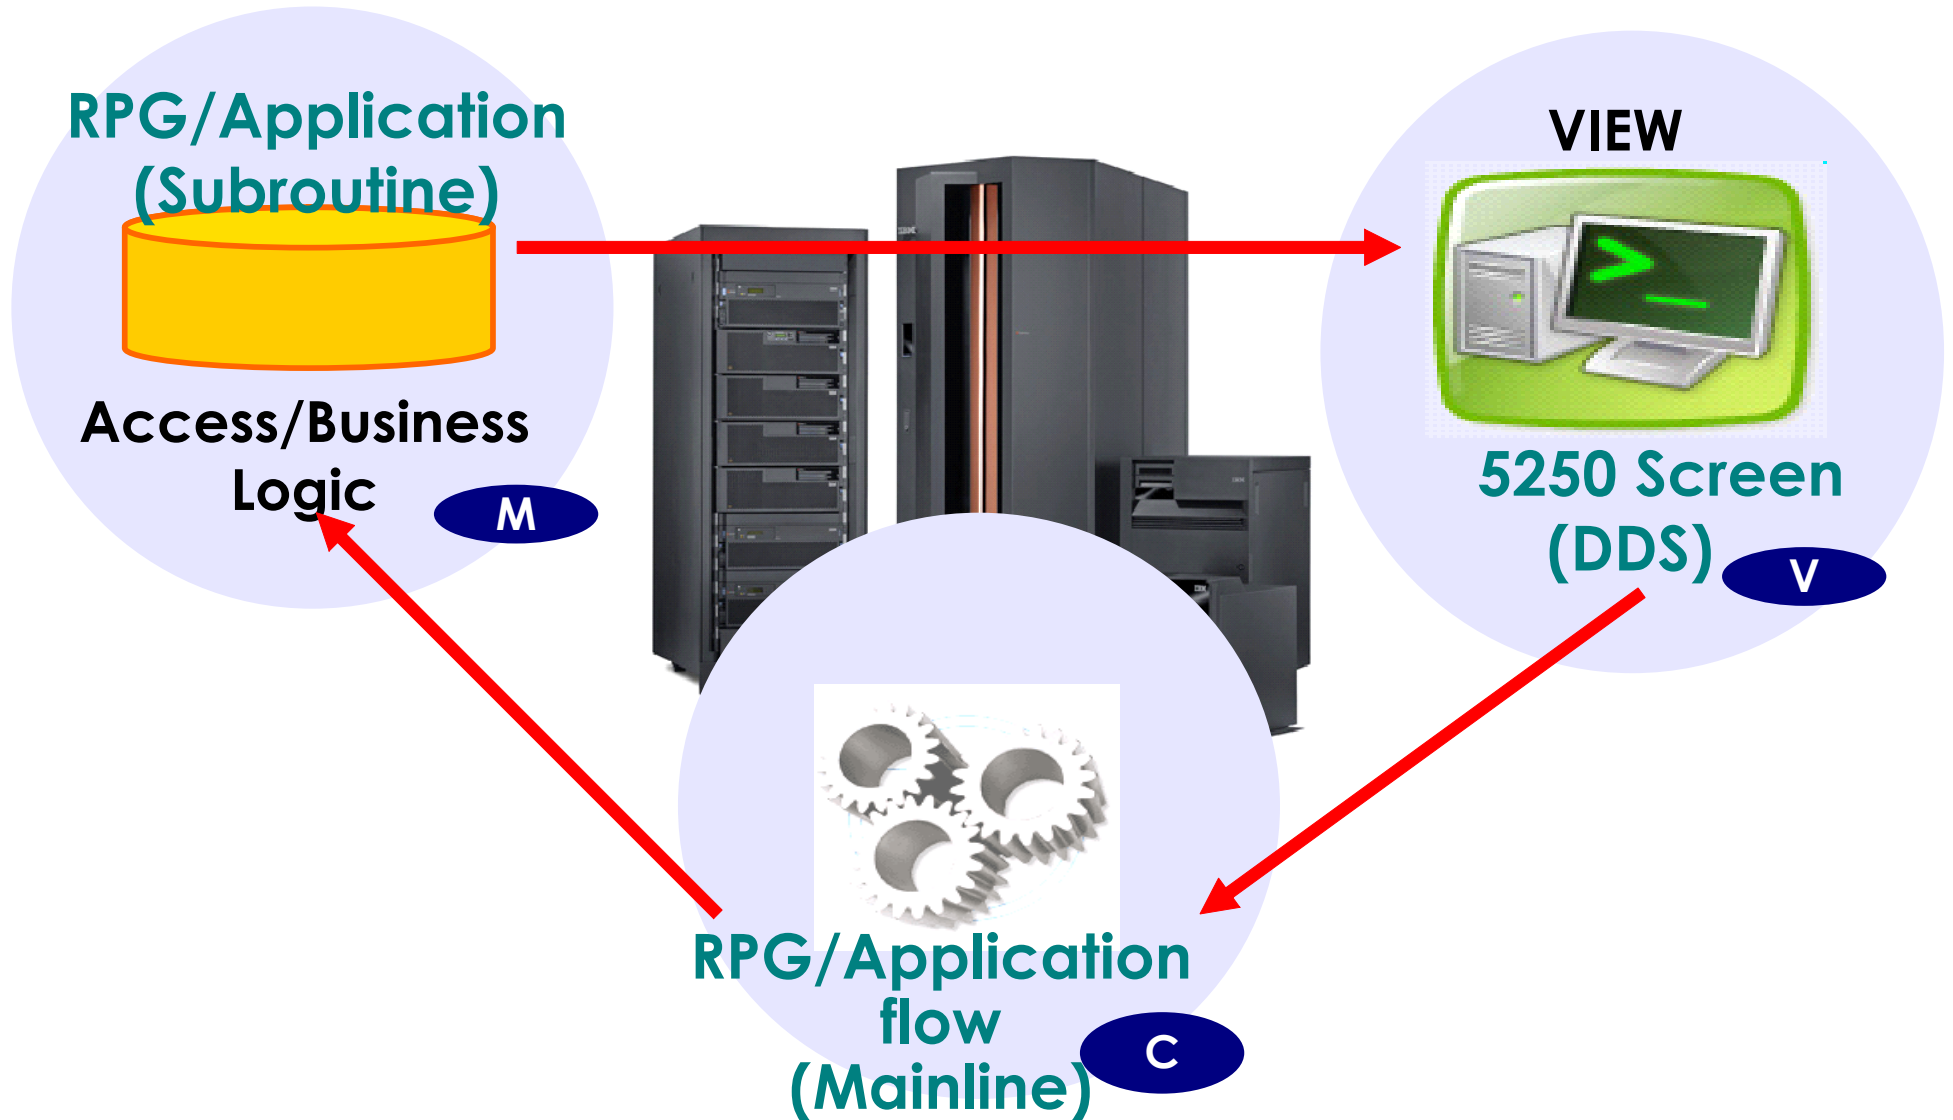 RPG/Application
(Subroutine)
Access/Business
Logic
M
VIEW
>_
5250 Screen
(DDS)
V
RPG/Application
flow
(Mainline)
C